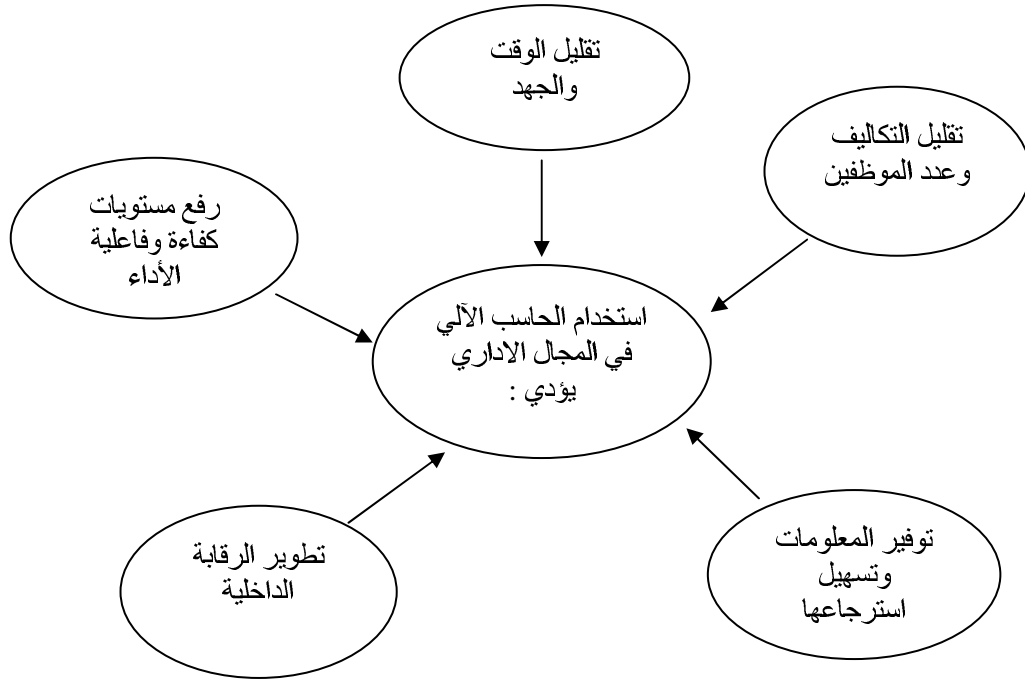 تقليل الوقت
والجهد
تقليل التكاليف
وعدد الموظفين
رفع مستويات
كفاءة وفاعلية
الأداء
استخدام الحاسب الآلي
في المجال الاداري
يؤدي :
تطوير الرقابة
الداخلية
توفير المعلومات
وتسهيل
استرجاعها